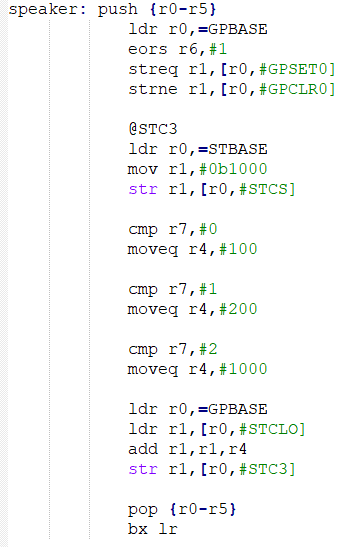 speaker: push {r0-r5}
ldr r0,=GPBASE
eors r6,#1
streq r1,[r0,#GPSET0]
strne r1,[r0,#GPCLR0]
@STC3
ldr r0,=STBASE
mov r1,#0b1000
str r1,[r0,#STCS]
cmp r7,#0
moveq r4,#100
cmp r7,#1
moveq r4,#200
cmp r7,#2
moveq r4,#1000
ldr r0,=GPBASE
ldr r1,[r0,#STCLO]
add r1,r1,r4
str r1,[r0,#STC3]
pop {r0-r5}
bx lr